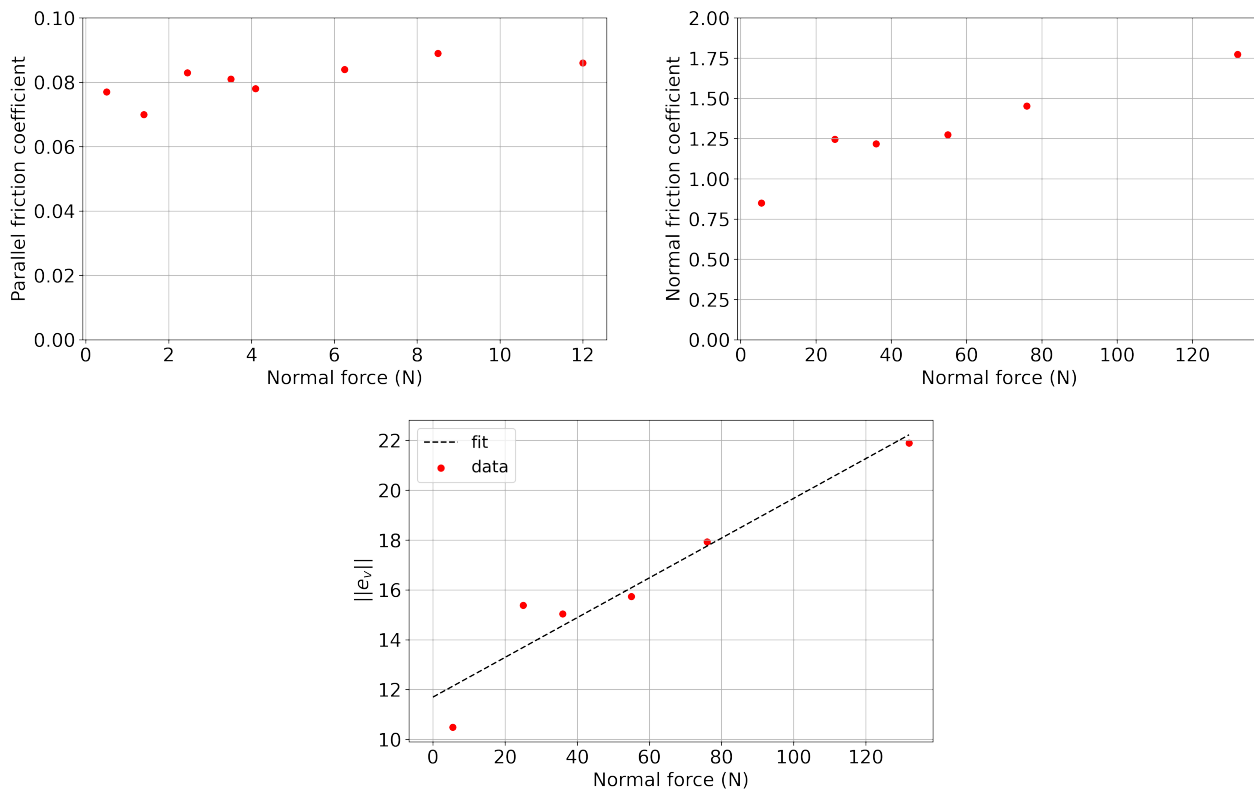 0.10
0.08
0.06
0.04
0.02
0.00
Parallel friction coefficient
0 2 4 6 8 10 12
Normal force (N)
2.00
1.75
1.50
1.25
1.00
0.75
0.50
0.25
0.00
Normal friction coefficient
0 20 40 60 80 100 120
Normal force (N)
fit
data
22
20
18
16
14
12
10
||e_v||
0 20 40 60 80 100 120
Normal force (N)